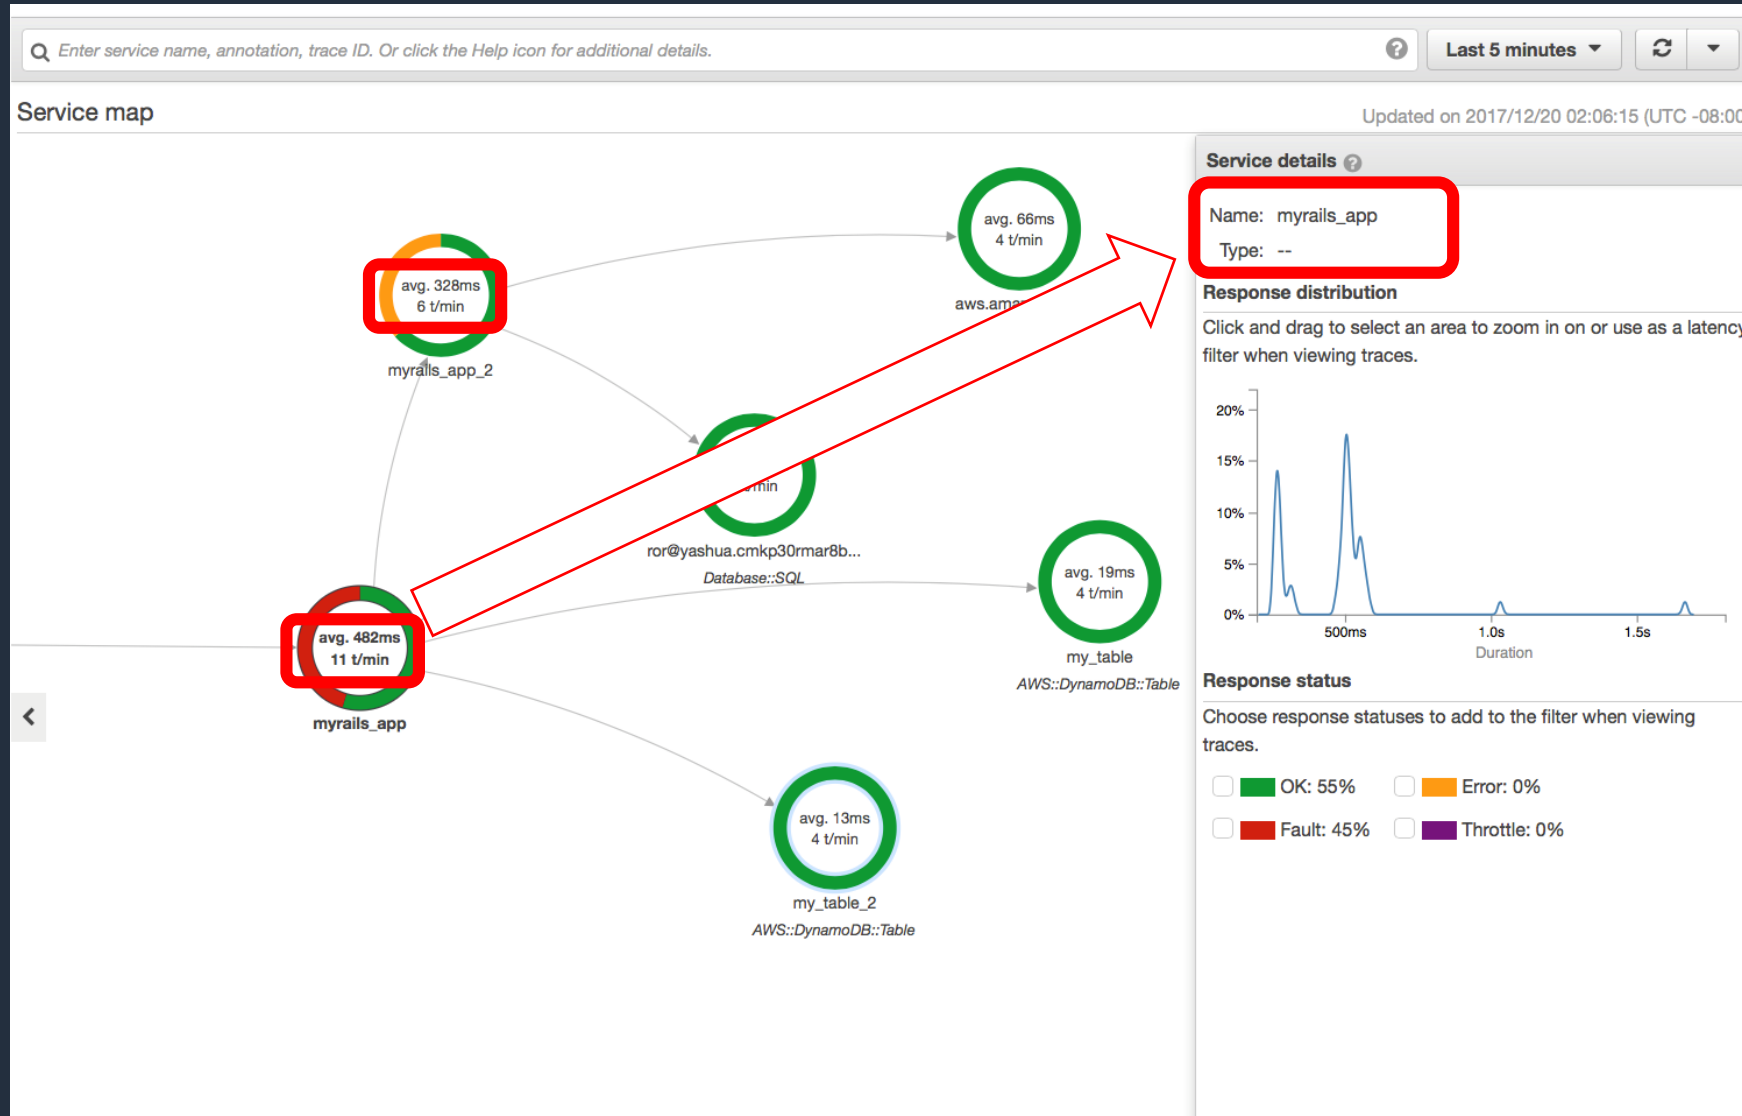 Enter service name, annotation, trace ID. Or click the Help icon for additional details.
Last 5 minutes
Service map
Updated on 2017/12/20 02:06:15 (UTC -08:00
avg. 66ms
4 t/min
avg. 328ms
6 t/min
myrails_app_2
ror@yashua.cmkp30rmar8b...
Database::SQL
avg. 19ms
4 t/min
my_table
AWS::DynamoDB::Table
avg. 482ms
11 t/min
myrails_app
avg. 13ms
4 t/min
my_table_2
AWS::DynamoDB::Table
Service details
Name: myrails_app
Type: --
Response distribution
Click and drag to select an area to zoom in on or use as a latency
filter when viewing traces.
20%
15%
10%
5%
0%
500ms 1.0s 1.5s
Duration
Response status
Choose response statuses to add to the filter when viewing
traces.
OK: 55% Error: 0%
Fault: 45% Throttle: 0%